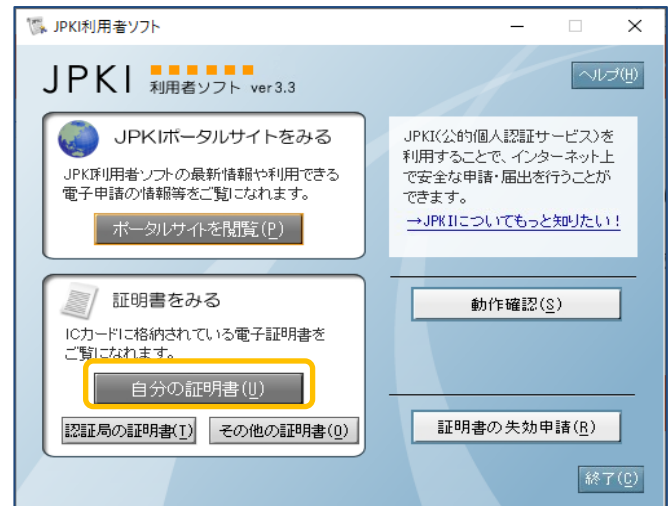 JPKI利用者ソフト
JPKI 利用者ソフト ver3.3
ヘルプ(H)
JPKIポータルサイトをみる
JPKI利用者ソフトの最新情報や利用できる
電子申請の情報等をご覧になれます。
ポータルサイトを閲覧(P)
JPKI(公的個人認証サービス)を
利用することで、インターネット上
で安全な申請・届出を行うことが
できます。
→JPKIについてもっと知りたい!
証明書をみる
ICカードに格納されている電子証明書を
ご覧になれます。
自分の証明書(U)
認証局の証明書(I)
その他の証明書(O)
動作確認(S)
証明書の失効申請(R)
終了(C)